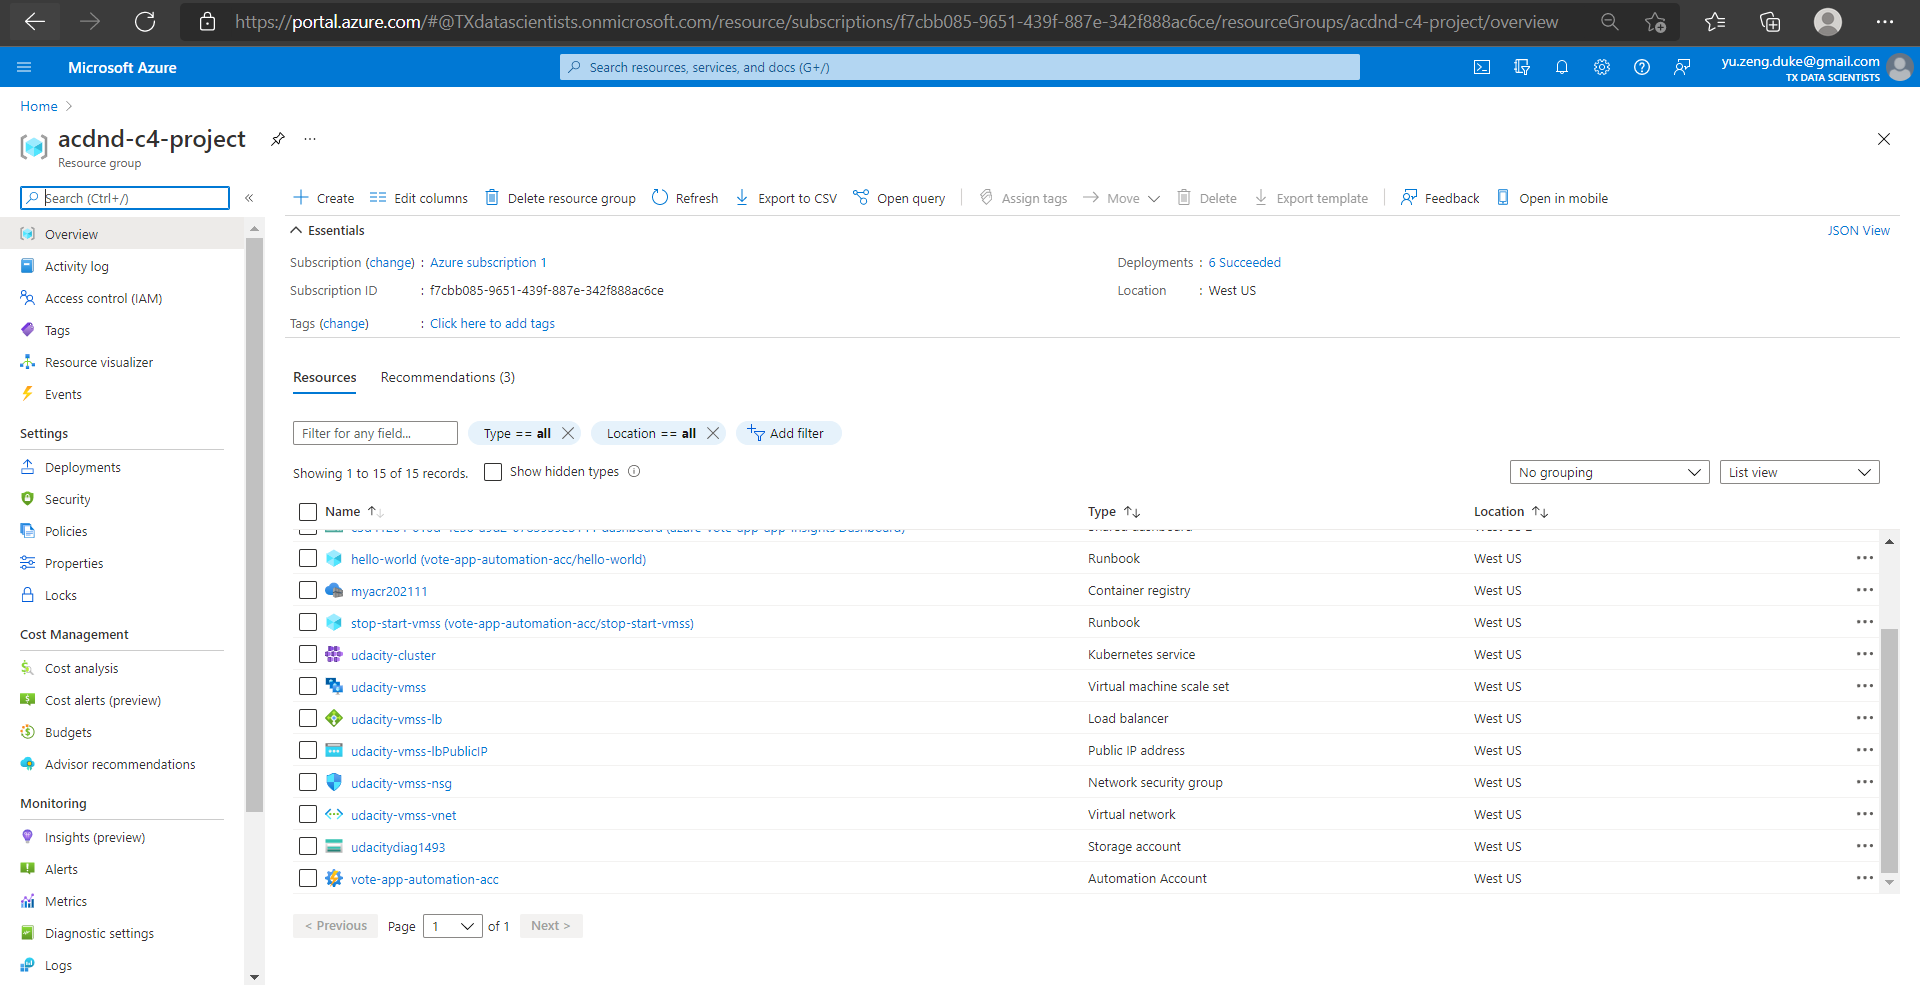 https://portal.azure.com/#@TXdatascientists.onmicrosoft.com/resource/subscriptions/f7cbb085-9651-439f-887e-342f888ac6ce/resourceGroups/acdnd-c4-project/overview
Microsoft Azure
Search resources, services, and docs (G+/)
yu.zeng.duke@gmail.com
TX DATA SCIENTISTS
Home
acdnd-c4-project
Resource group
Search (Ctrl+/)
Create Edit columns Delete resource group Refresh Export to CSV Open query Assign tags Move Delete Export template Feedback Open in mobile
Overview
Activity log
Access control (IAM)
Tags
Resource visualizer
Events
Settings
Deployments
Security
Policies
Properties
Locks
Cost Management
Cost analysis
Cost alerts (preview)
Budgets
Advisor recommendations
Monitoring
Insights (preview)
Alerts
Metrics
Diagnostic settings
Logs
Essentials
JSON View
Subscription (change) : Azure subscription 1
Deployments : 6 Succeeded
Subscription ID : f7cbb085-9651-439f-887e-342f888ac6ce
Location : West US
Tags (change) : Click here to add tags
Resources Recommendations (3)
Filter for any field... Type == all Location == all Add filter
Showing 1 to 15 of 15 records. Show hidden types
No grouping List view
Name Type Location
hello-world (vote-app-automation-acc/hello-world) Runbook West US
myacr202111 Container registry West US
stop-start-vmss (vote-app-automation-acc/stop-start-vmss) Runbook West US
udacity-cluster Kubernetes service West US
udacity-vmss Virtual machine scale set West US
udacity-vmss-lb Load balancer West US
udacity-vmss-lbPublicIP Public IP address West US
udacity-vmss-nsg Network security group West US
udacity-vmss-vnet Virtual network West US
udacitydiag1493 Storage account West US
vote-app-automation-acc Automation Account West US
< Previous Page 1 of 1 Next >